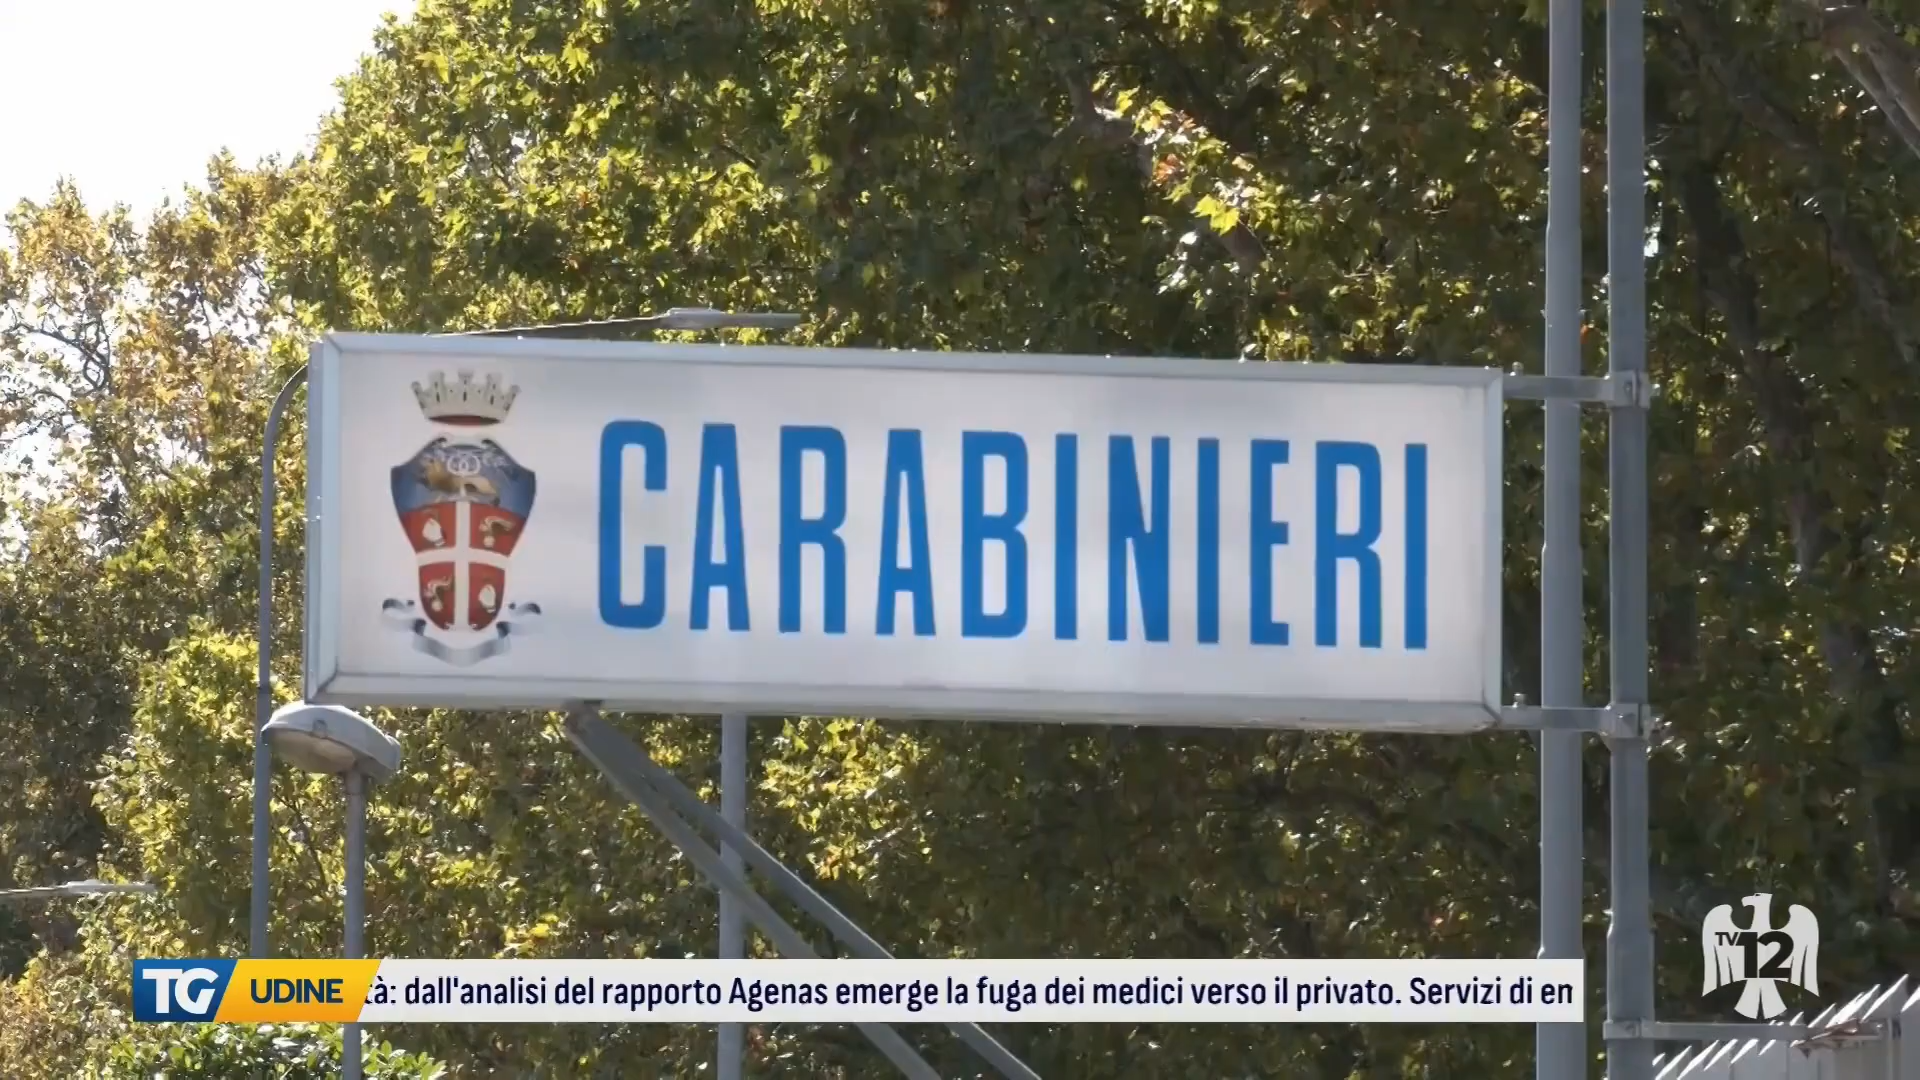 CARABINIERI
TV
12
TG UDINE tà: dall'analisi del rapporto Agenas emerge la fuga dei medici verso il privato. Servizi di em